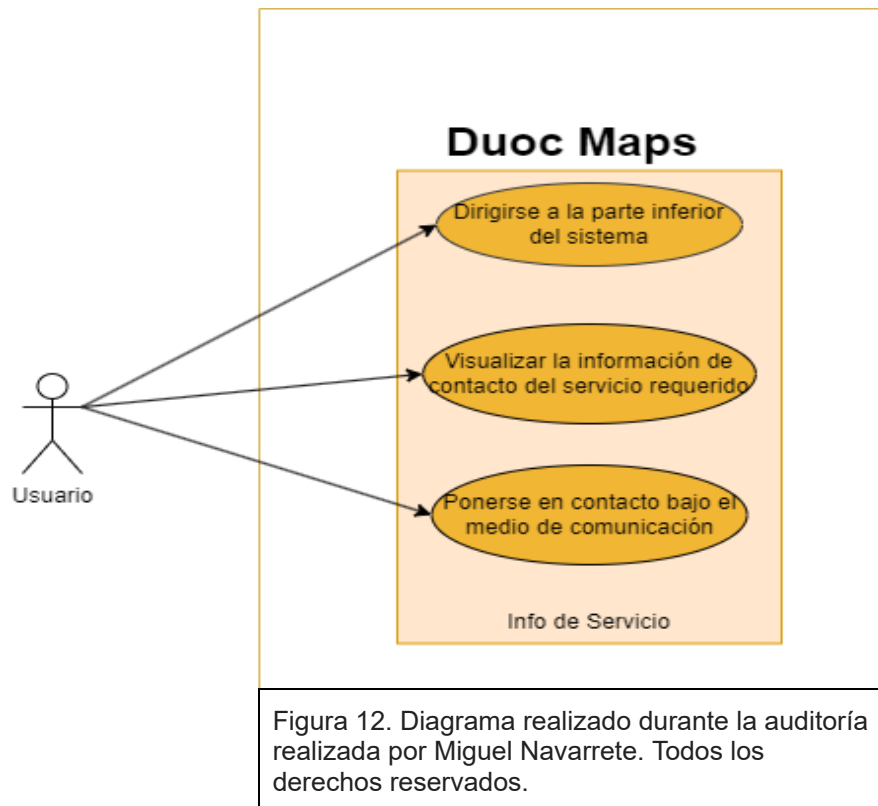 Duoc Maps
Dirigirse a la parte inferior
del sistema
Visualizar la información de
contacto del servicio requerido
Ponerse en contacto bajo el
medio de comunicación
Usuario
Info de Servicio
Figura 12. Diagrama realizado durante la auditoría
realizada por Miguel Navarrete. Todos los
derechos reservados.